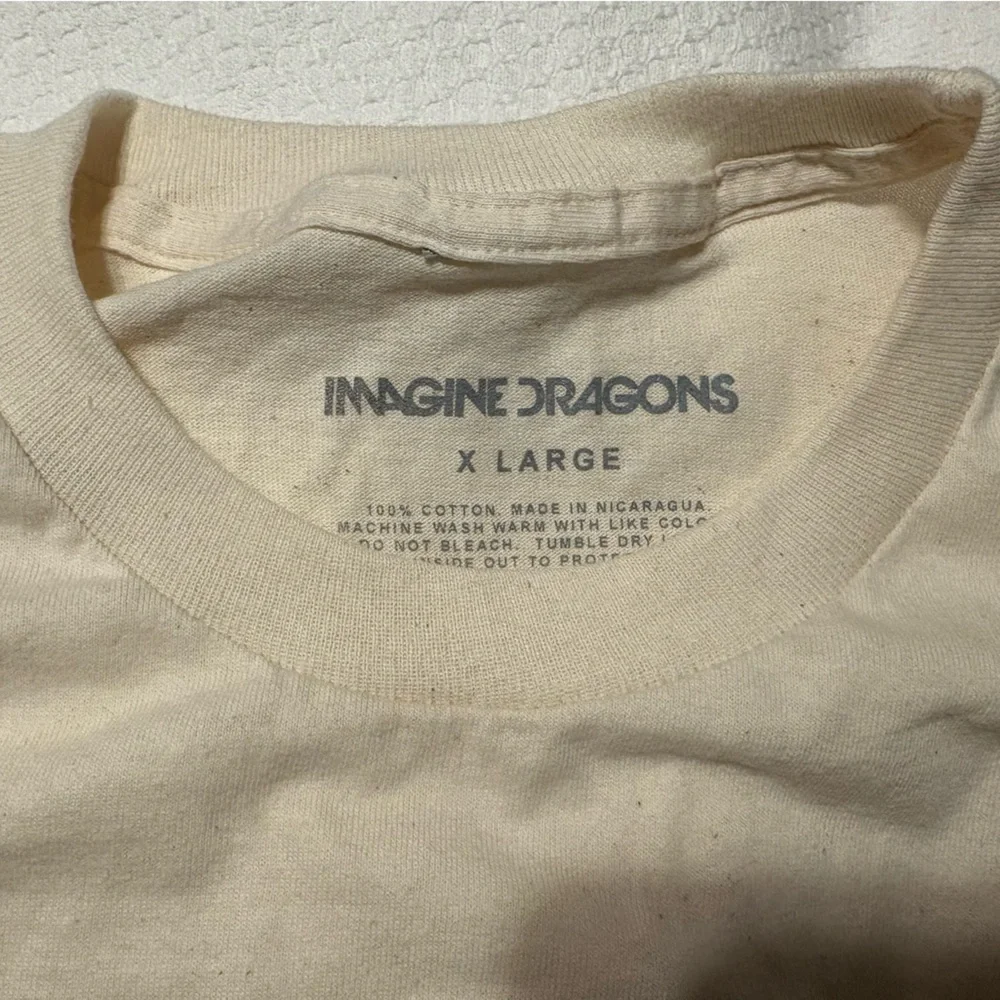 IMAGINE DRAGONS
X LARGE
100% COTTON. MADE IN NICARAGUA.
MACHINE WASH WARM WITH LIKE
DO NOT BLEACH. TUMBLE DRY
OUT TO